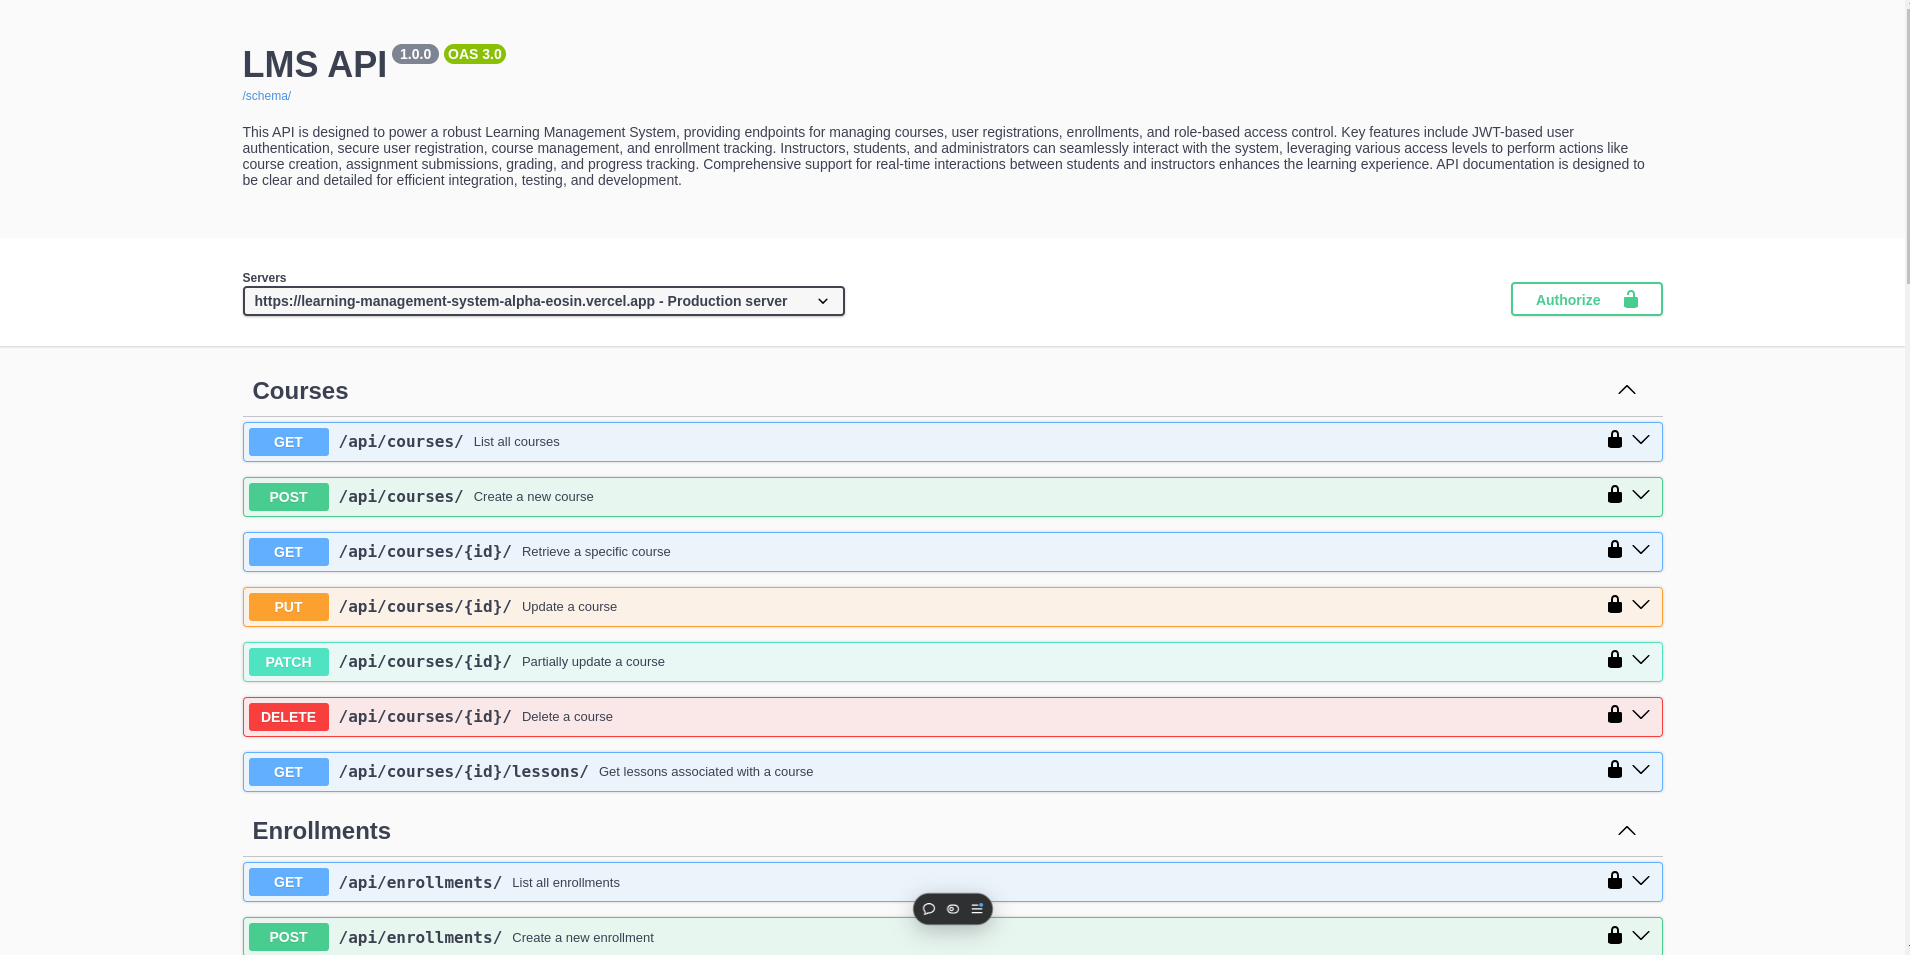 LMS API 1.0.0 OAS 3.0
/schema/
This API is designed to power a robust Learning Management System, providing endpoints for managing courses, user registrations, enrollments, and role-based access control. Key features include JWT-based user
authentication, secure user registration, course management, and enrollment tracking. Instructors, students, and administrators can seamlessly interact with the system, leveraging various access levels to perform actions like
course creation, assignment submissions, grading, and progress tracking. Comprehensive support for real-time interactions between students and instructors enhances the learning experience. API documentation is designed to
be clear and detailed for efficient integration, testing, and development.
Servers
https://learning-management-system-alpha-eosin.vercel.app - Production server
Authorize
Courses
GET /api/courses/ List all courses
POST /api/courses/ Create a new course
GET /api/courses/{id}/ Retrieve a specific course
PUT /api/courses/{id}/ Update a course
PATCH /api/courses/{id}/ Partially update a course
DELETE /api/courses/{id}/ Delete a course
GET /api/courses/{id}/lessons/ Get lessons associated with a course
Enrollments
GET /api/enrollments/ List all enrollments
POST /api/enrollments/ Create a new enrollment